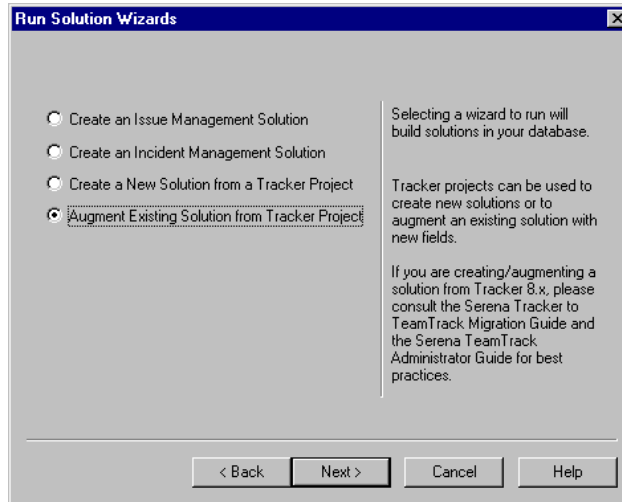 Run Solution Wizards
Create an Issue Management Solution
Create an Incident Management Solution
Create a New Solution from a Tracker Project
Augment Existing Solution from Tracker Project
Selecting a wizard to run will
build solutions in your database.
Tracker projects can be used to
create new solutions or to
augment an existing solution with
new fields.
If you are creating/augmenting a
solution from Tracker 8.x, please
consult the Serena Tracker to
TeamTrack Migration Guide and
the Serena TeamTrack
Administrator Guide for best
practices.
< Back
Next >
Cancel
Help